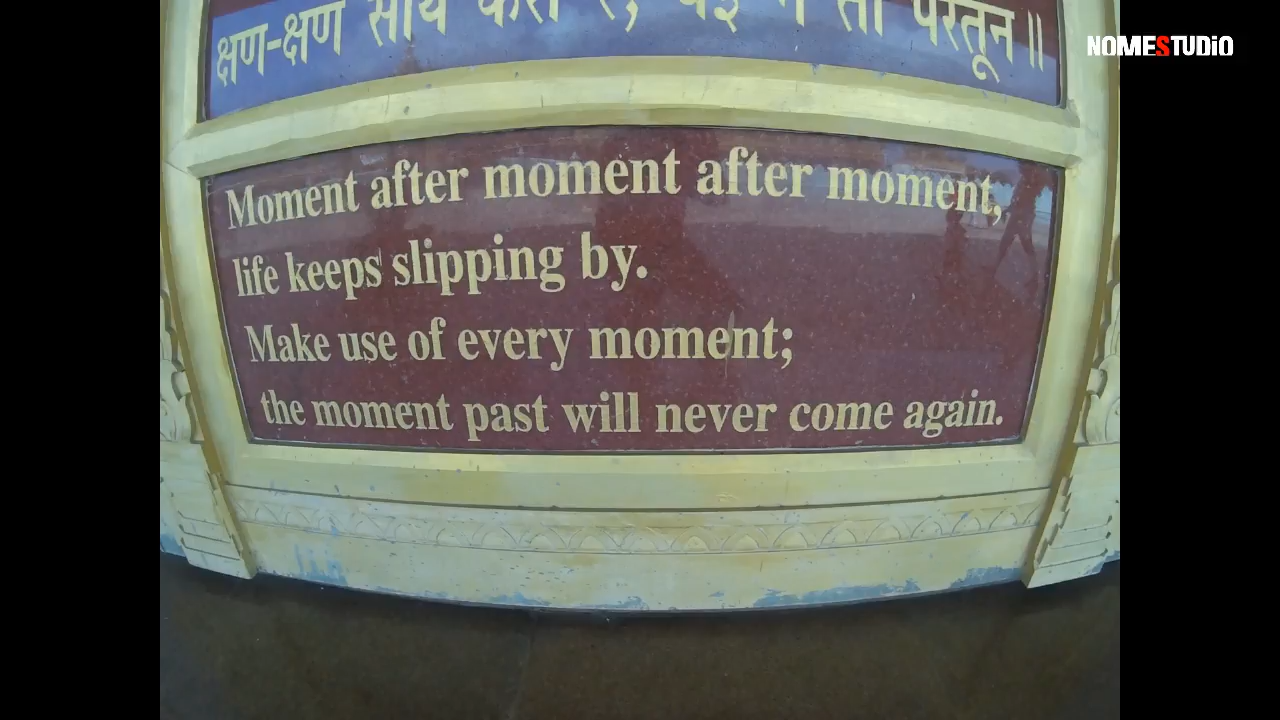 क्षण-क्षण
NOMESTUDIO
Moment after moment after moment,
life keeps slipping by.
Make use of every moment;
the moment past will never come again.